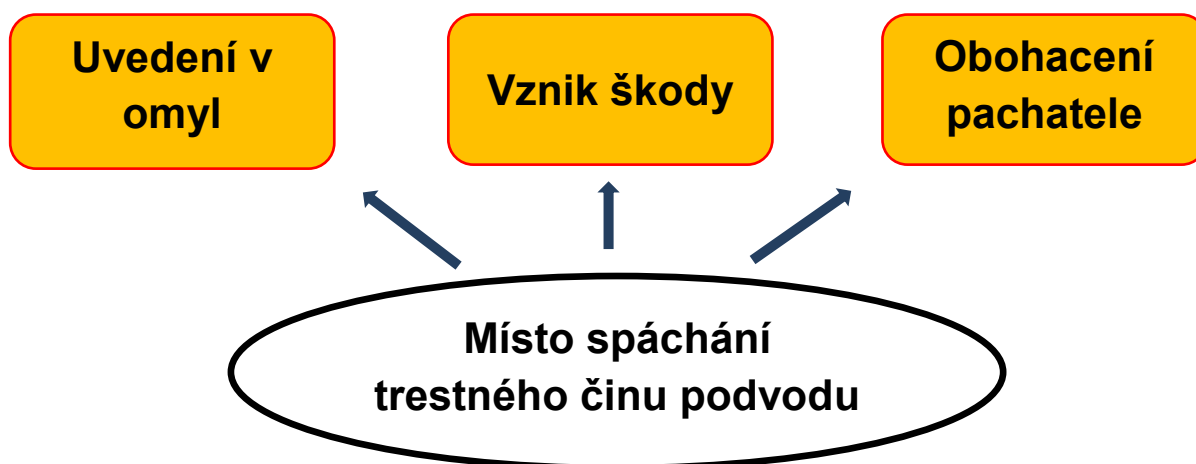 Uvedení v
omyl
Vznik škody
Obohacení
pachatele
Místo spáchání
trestného činu podvodu